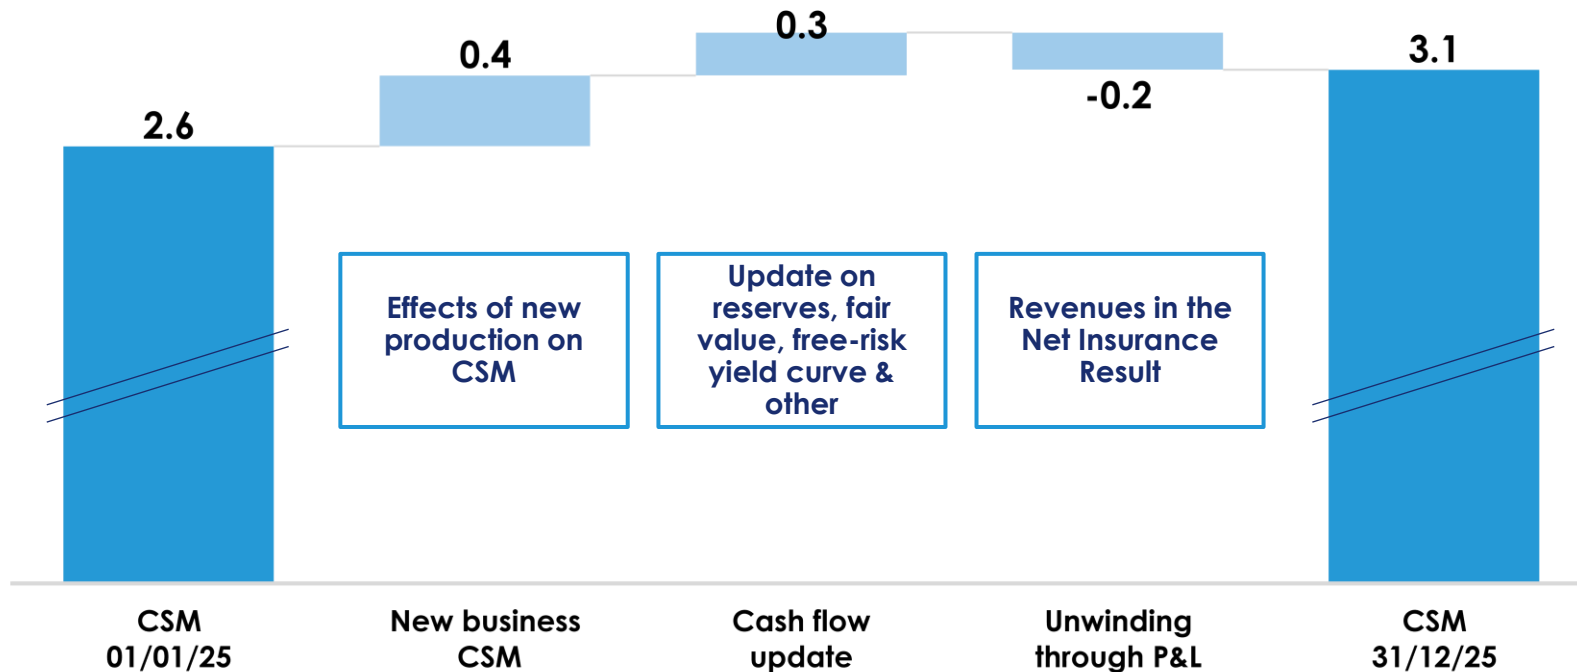 0.3
0.4
3.1
-0.2
2.6
Effects of new
production on
CSM
Update on
reserves, fair
value, free-risk
yield curve &
other
Revenues in the
Net Insurance
Result
CSM
01/01/25
New business
CSM
Cash flow
update
Unwinding
through P&L
CSM
31/12/25